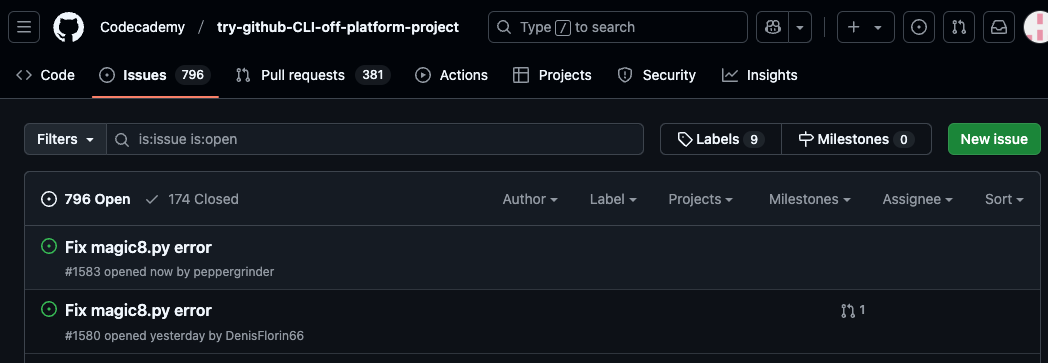 Codecademy / try-github-CLI-off-platform-project Type / to search
Code Issues 796 Pull requests 381 Actions Projects Security Insights
Filters is:issue is:open Labels 9 Milestones 0 New issue
796 Open 174 Closed Author Label Projects Milestones Assignee Sort
Fix magic8.py error
#1583 opened now by peppergrinder
Fix magic8.py error 1
#1580 opened yesterday by DenisFlorin66